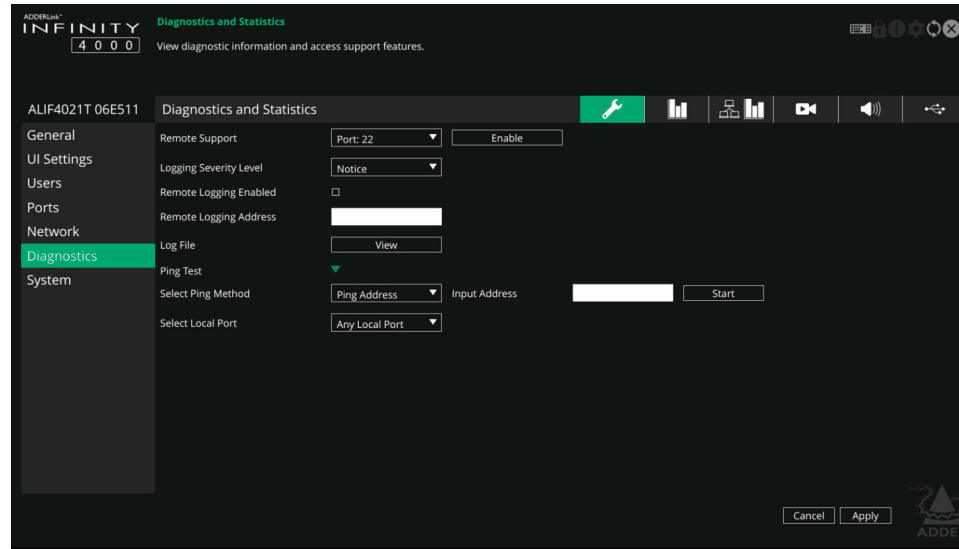 ADDERLink™
INFINITY
4000
Diagnostics and Statistics
View diagnostic information and access support features.
ALIF4021T 06E511
Diagnostics and Statistics
General
UI Settings
Users
Ports
Network
Diagnostics
System
Remote Support
Port: 22
Enable
Logging Severity Level
Notice
Remote Logging Enabled
Remote Logging Address
Log File
View
Ping Test
Select Ping Method
Ping Address
Input Address
Start
Select Local Port
Any Local Port
Cancel
Apply
ADDE